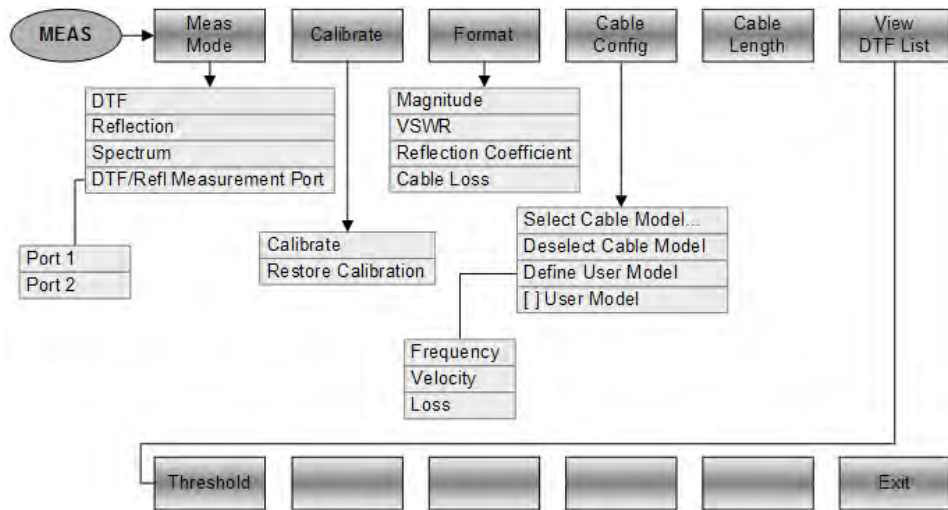 MEAS
Meas
Mode
Calibrate
Format
Cable
Config
Cable
Length
View
DTF List
DTF
Reflection
Spectrum
DTF/Refl Measurement Port
Port 1
Port 2
Calibrate
Restore Calibration
Magnitude
VSWR
Reflection Coefficient
Cable Loss
Select Cable Model...
Deselect Cable Model
Define User Model
[ ] User Model
Frequency
Velocity
Loss
Threshold
Exit